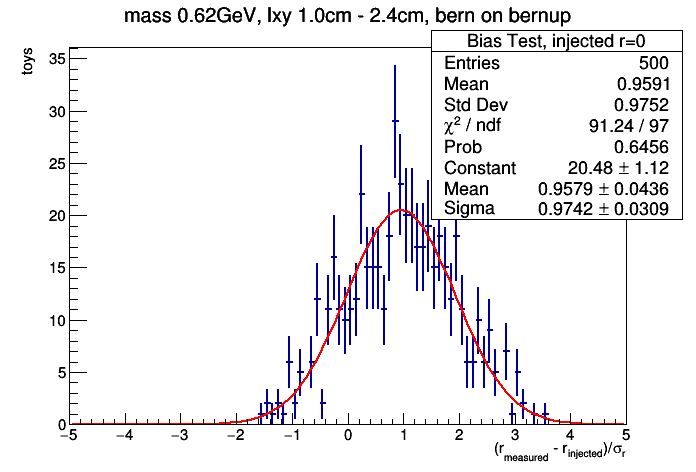 mass 0.62GeV, lxy 1.0cm - 2.4cm, bern on bernup
toys
Bias Test, injected r=0
Entries 500
Mean 0.9591
Std Dev 0.9752
χ² / ndf 91.24 / 97
Prob 0.6456
Constant 20.48 ± 1.12
Mean 0.9579 ± 0.0436
Sigma 0.9742 ± 0.0309
35
30
25
20
15
10
5
0
−5 −4 −3 −2 −1 0 1 2 3 4 5
(r_measured - r_injected)/σ_r